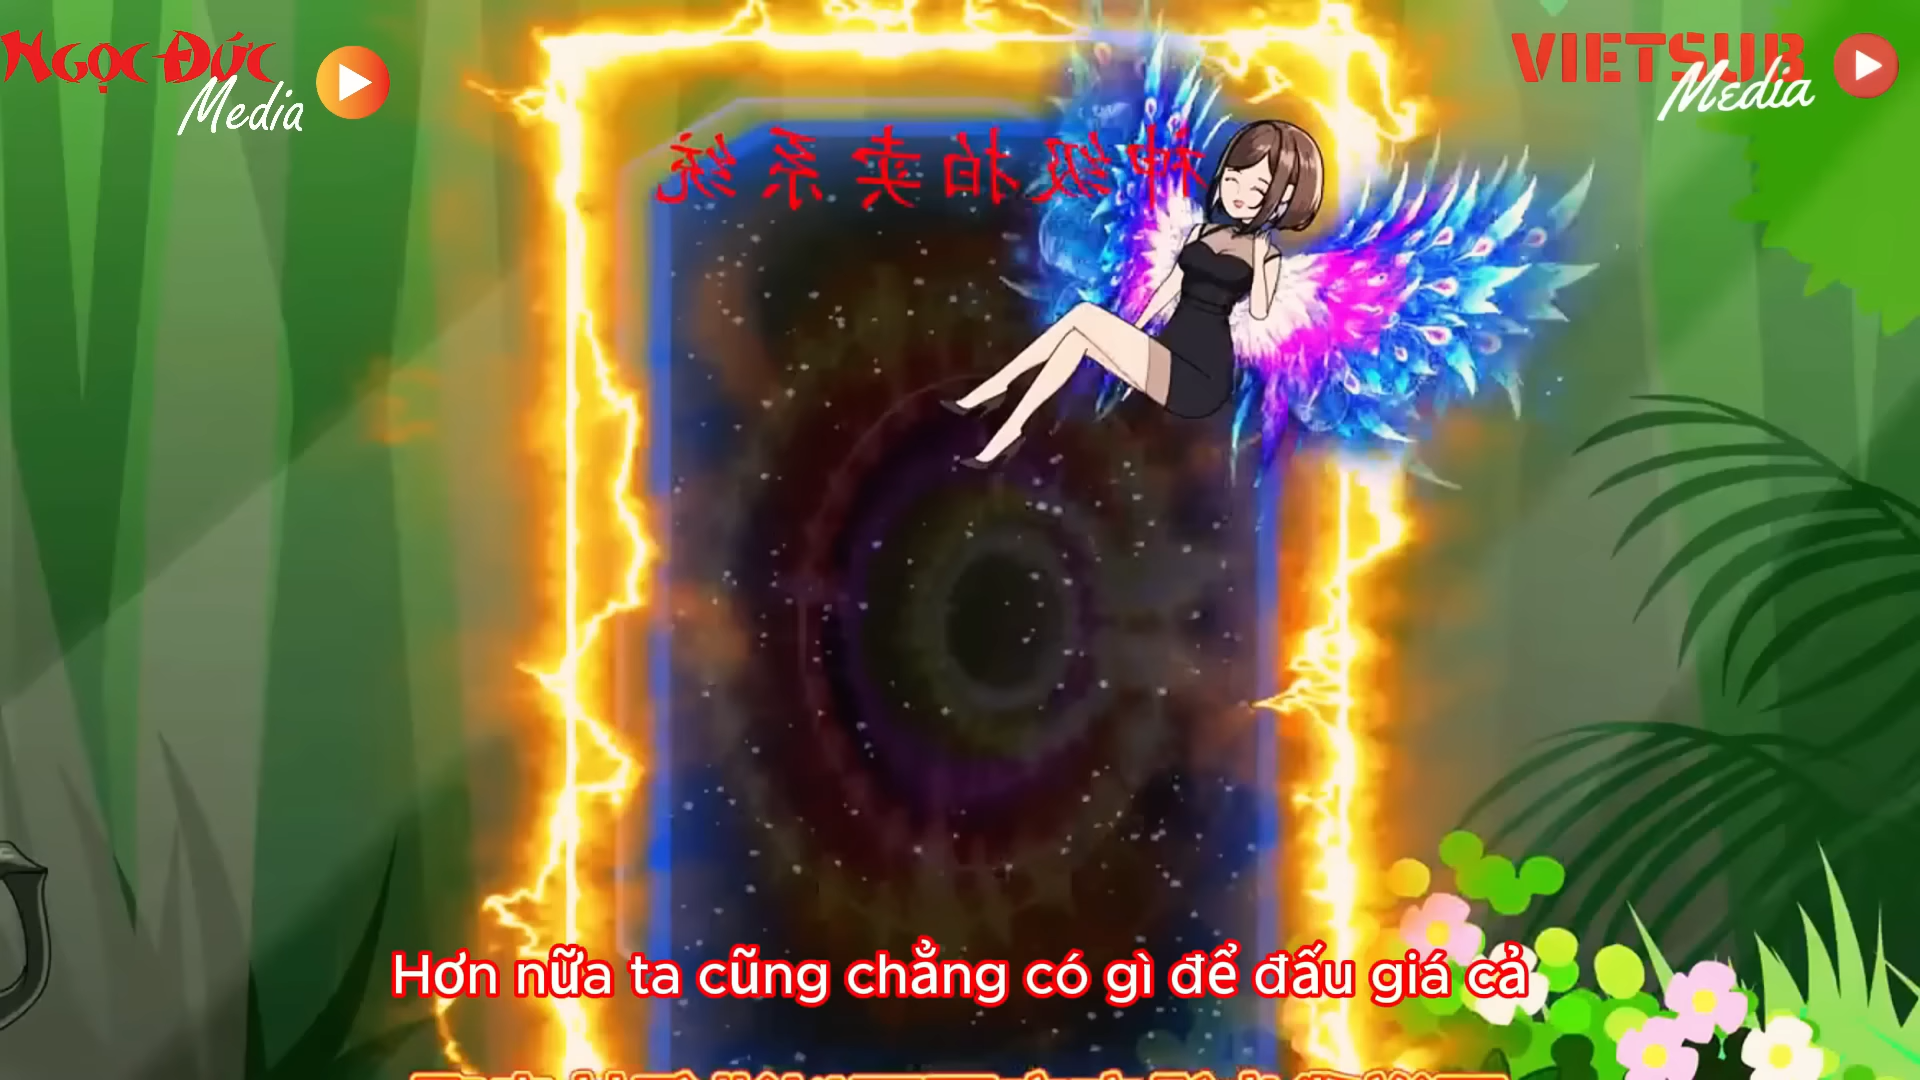 NGỌC ĐỨC
Media
VIETSUB
Media
神级拍卖系统
Hơn nữa ta cũng chẳng có gì để đấu giá cả